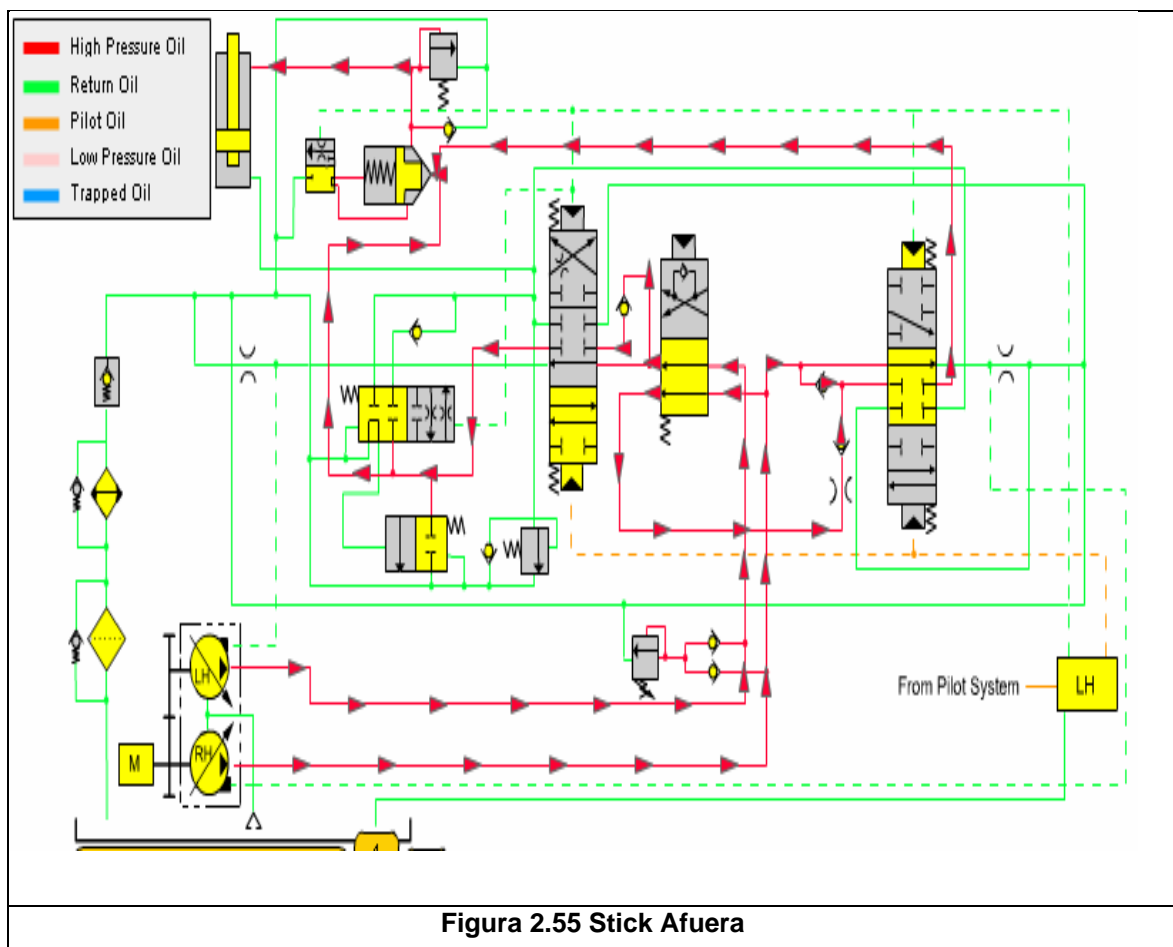 High Pressure Oil
Return Oil
Pilot Oil
Low Pressure Oil
Trapped Oil
LH
RH
M
From Pilot System
LH
Figura 2.55 Stick Afuera